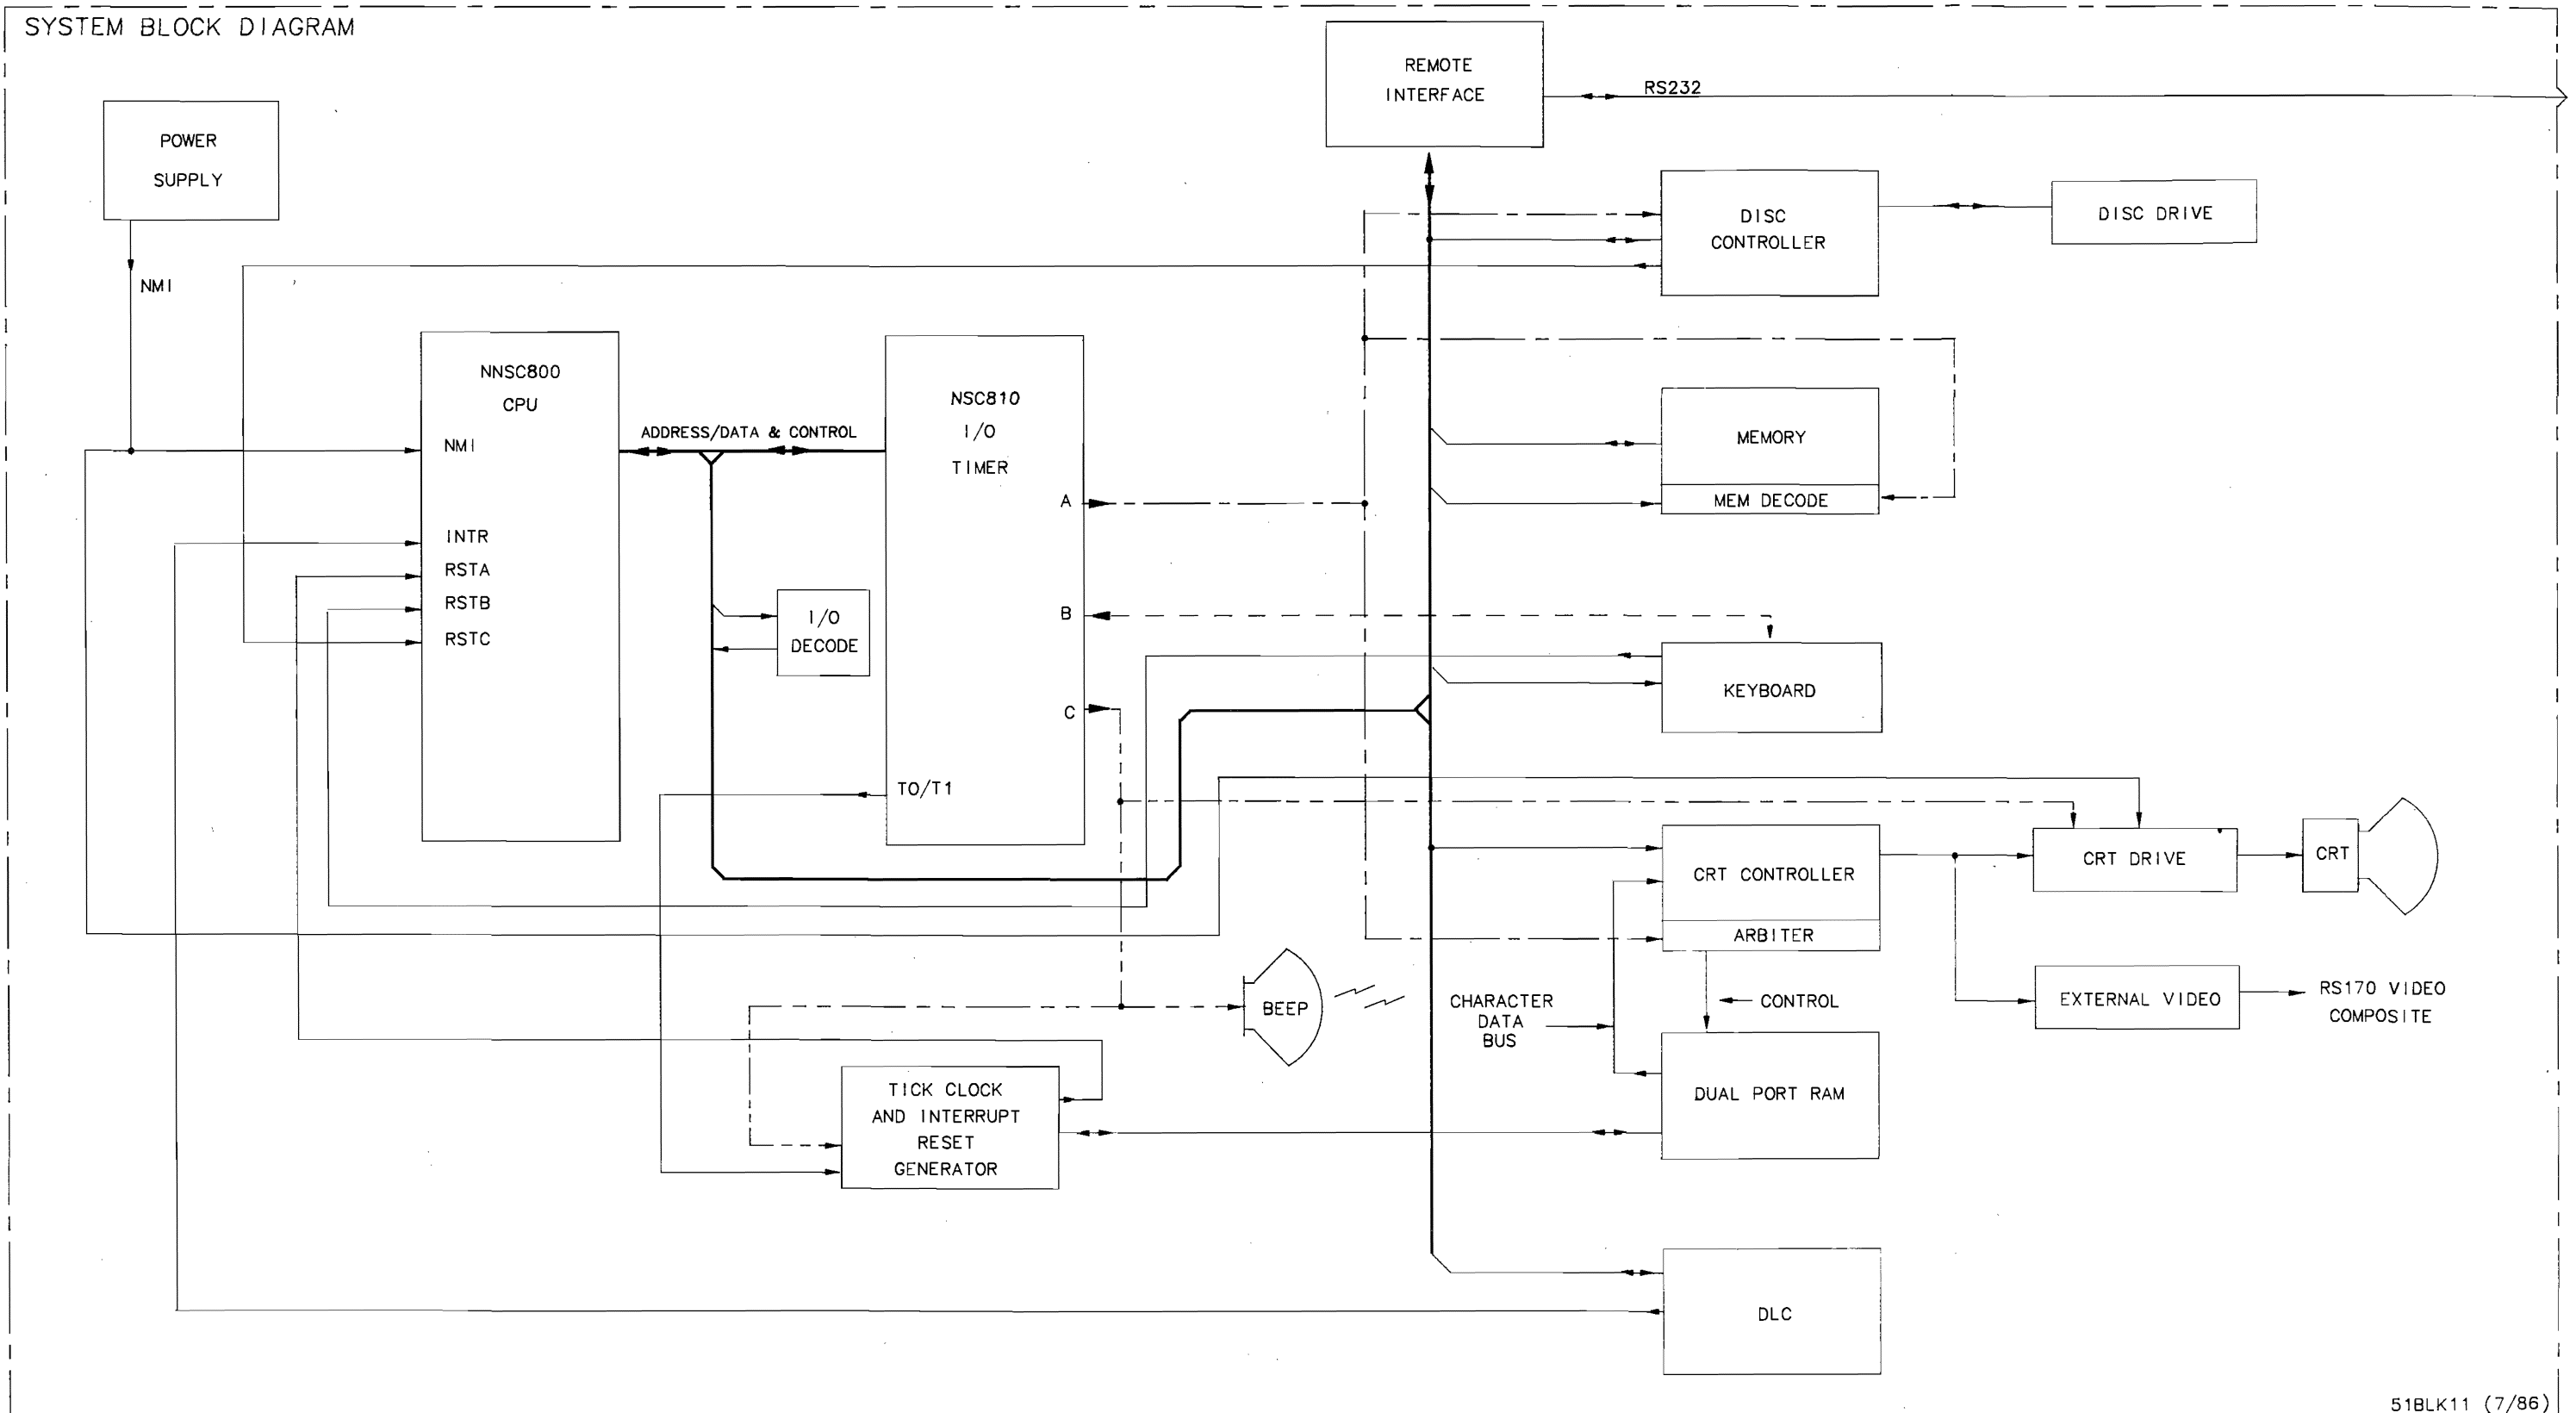 SYSTEM BLOCK DIAGRAM
REMOTE
INTERFACE
RS232
POWER
SUPPLY
NMI
DISC
CONTROLLER
DISC DRIVE
NNSC800
CPU
NMI
INTR
RSTA
RSTB
RSTC
ADDRESS/DATA & CONTROL
NSC810
I/O
TIMER
A
B
C
TO/T1
I/O
DECODE
MEMORY
MEM DECODE
KEYBOARD
CRT CONTROLLER
ARBITER
CRT DRIVE
CRT
EXTERNAL VIDEO
RS170 VIDEO
COMPOSITE
BEEP
CHARACTER
DATA
BUS
CONTROL
DUAL PORT RAM
TICK CLOCK
AND INTERRUPT
RESET
GENERATOR
DLC
51BLK11 (7/86)